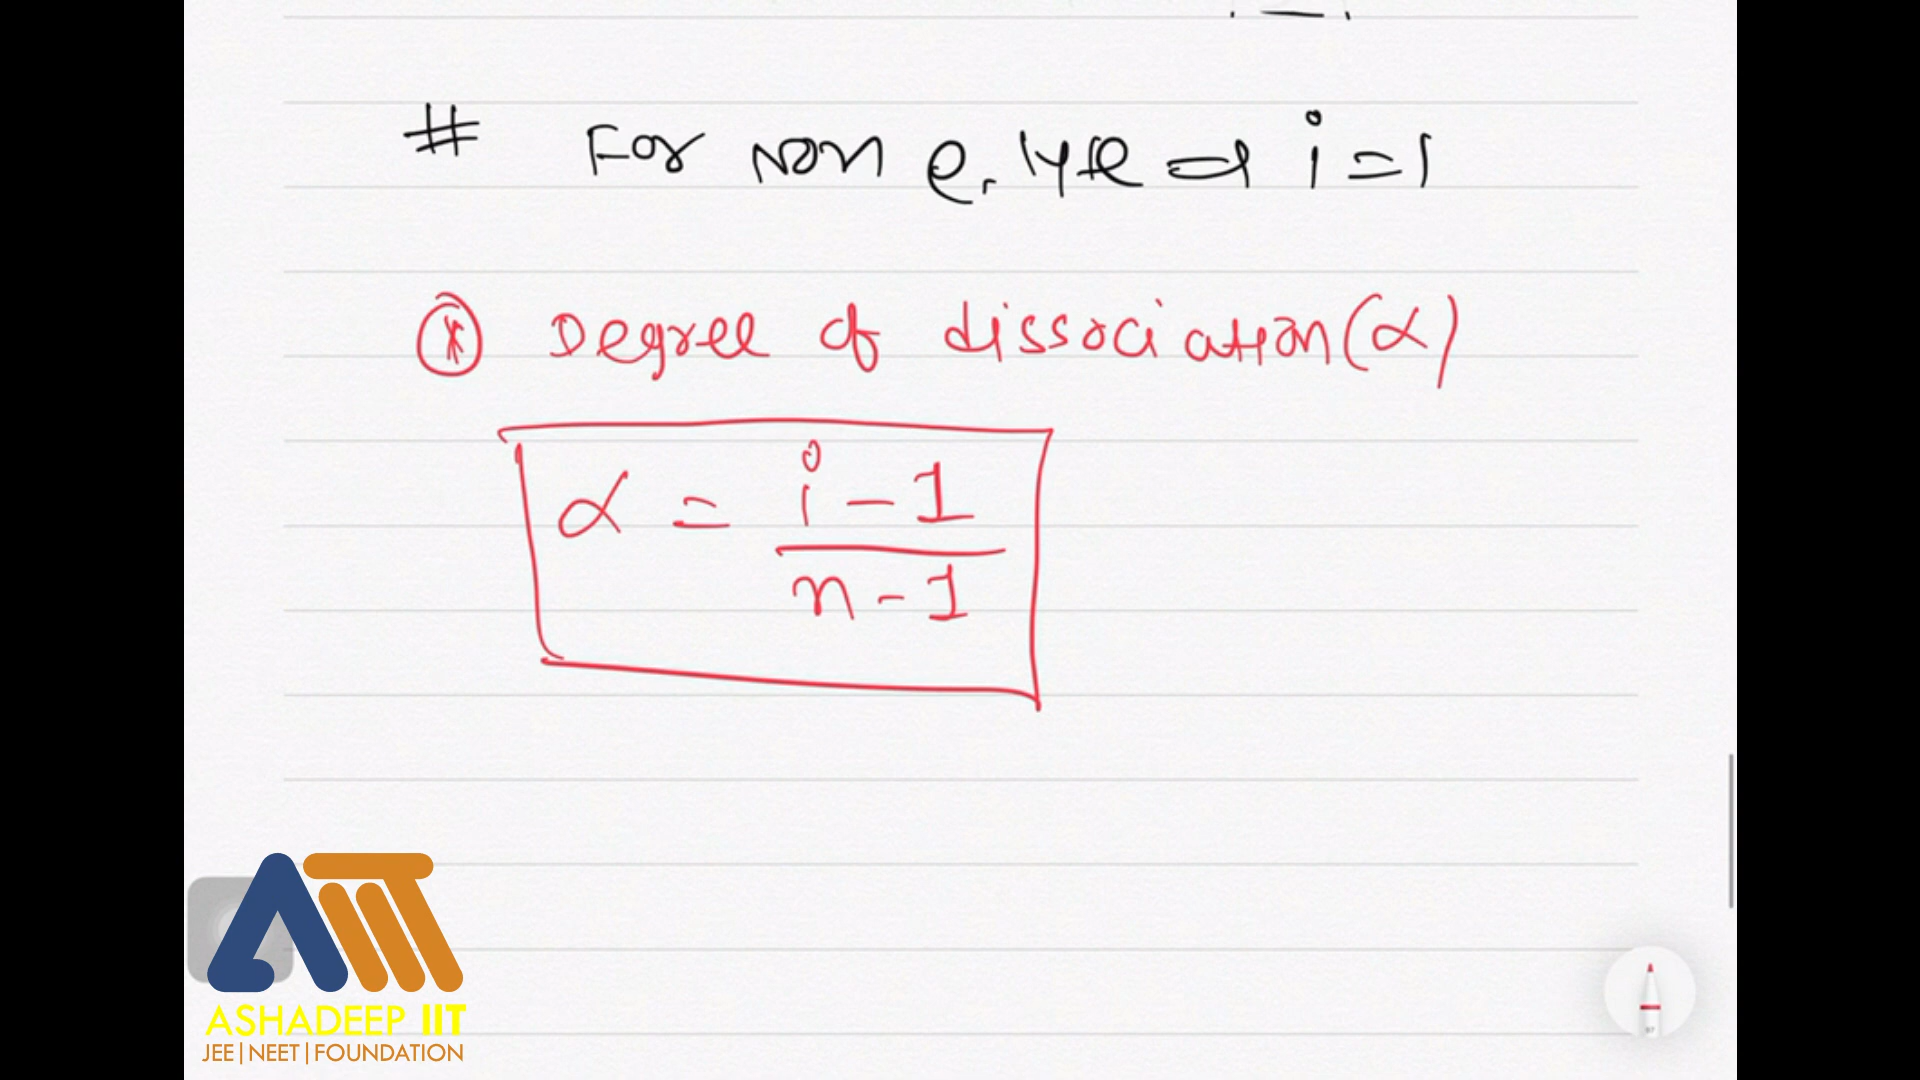 # For non e.lyte ⇒ i = 1
* Degree of dissociation (α)
α = i - 1
n - 1
ASHADEEP IIT
JEE|NEET|FOUNDATION